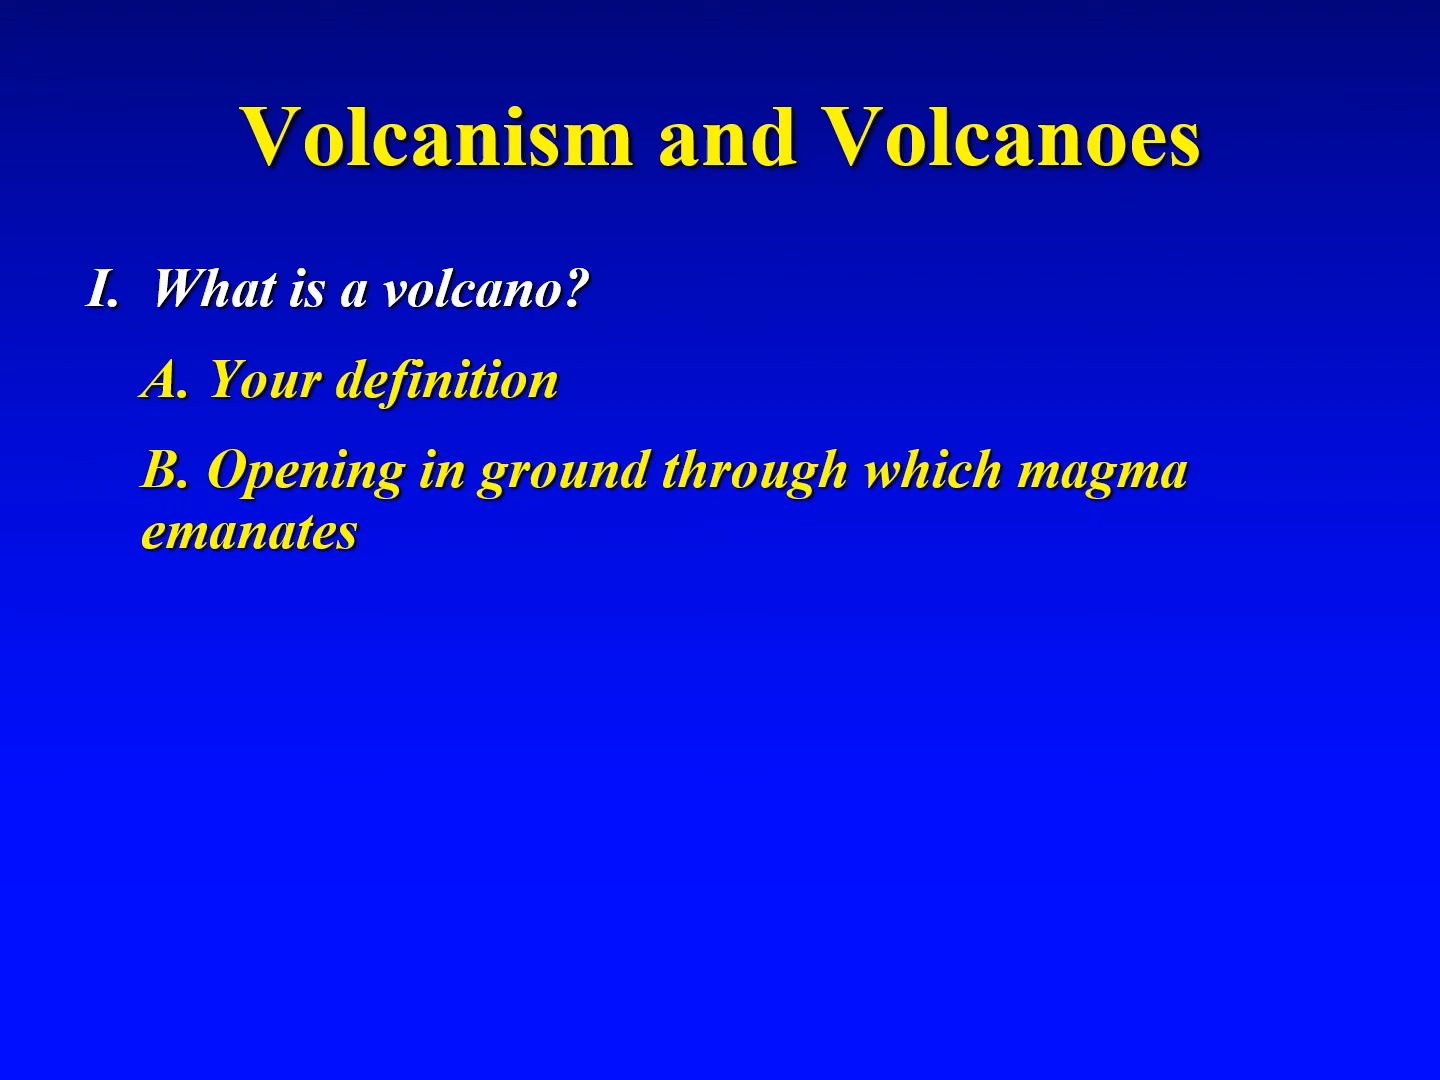 Volcanism and Volcanoes
I. What is a volcano?
A. Your definition
B. Opening in ground through which magma
emanates